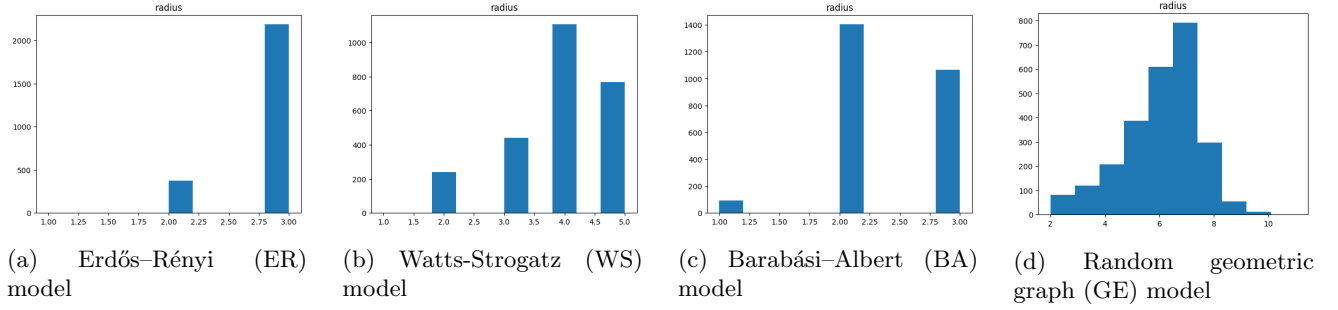 radius
2000
1500
1000
500
0
1.00 1.25 1.50 1.75 2.00 2.25 2.50 2.75 3.00
(a) Erdős–Rényi (ER)
model
radius
1000
800
600
400
200
0
1.0 1.5 2.0 2.5 3.0 3.5 4.0 4.5 5.0
(b) Watts-Strogatz (WS)
model
radius
1400
1200
1000
800
600
400
200
0
1.00 1.25 1.50 1.75 2.00 2.25 2.50 2.75 3.00
(c) Barabási–Albert (BA)
model
radius
800
700
600
500
400
300
200
100
0
2 4 6 8 10
(d) Random geometric
graph (GE) model